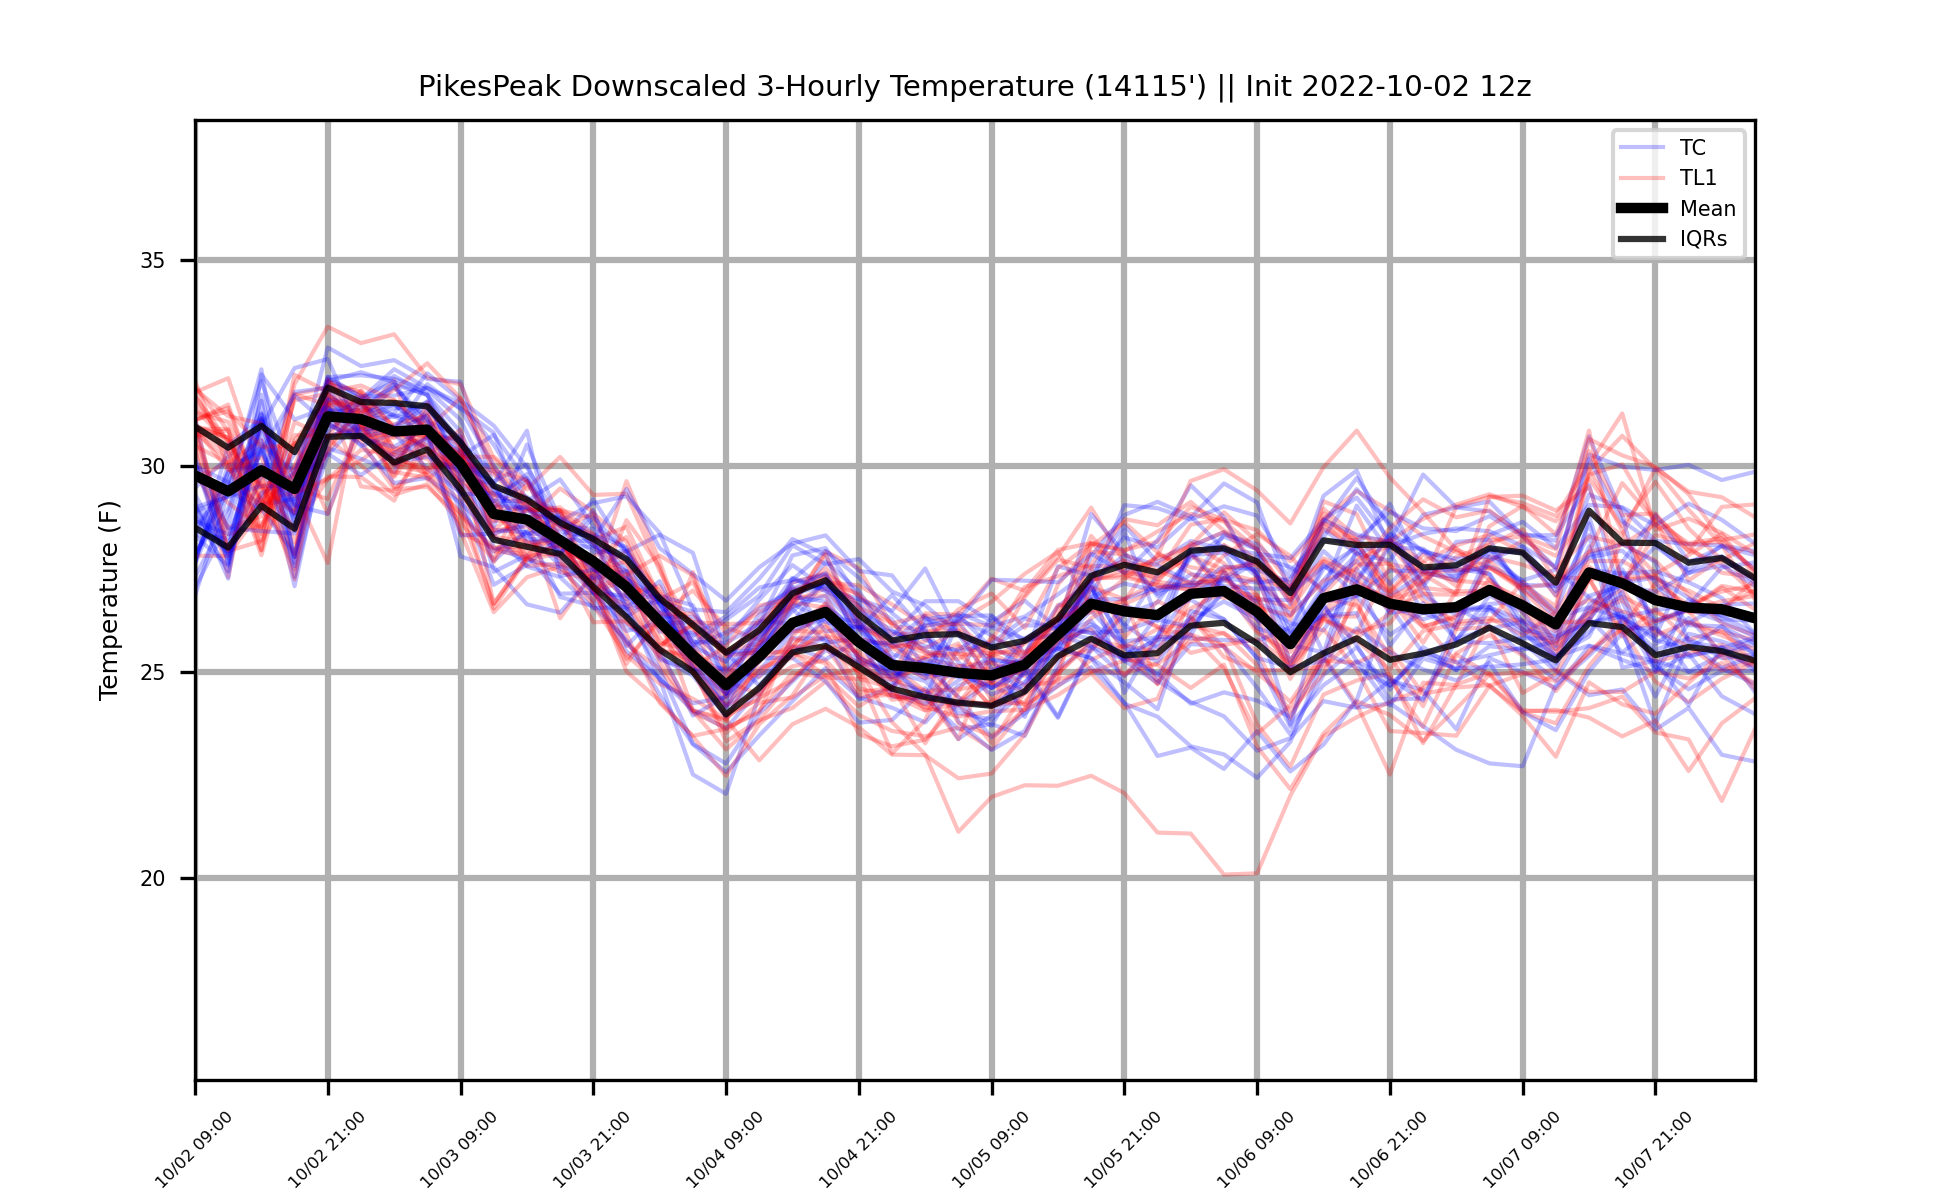 PikesPeak Downscaled 3-Hourly Temperature (14115') || Init 2022-10-02 12z
TC
TL1
Mean
IQRs
Temperature (F)
35
30
25
20
10/02 09:00
10/02 21:00
10/03 09:00
10/03 21:00
10/04 09:00
10/04 21:00
10/05 09:00
10/05 21:00
10/06 09:00
10/06 21:00
10/07 09:00
10/07 21:00